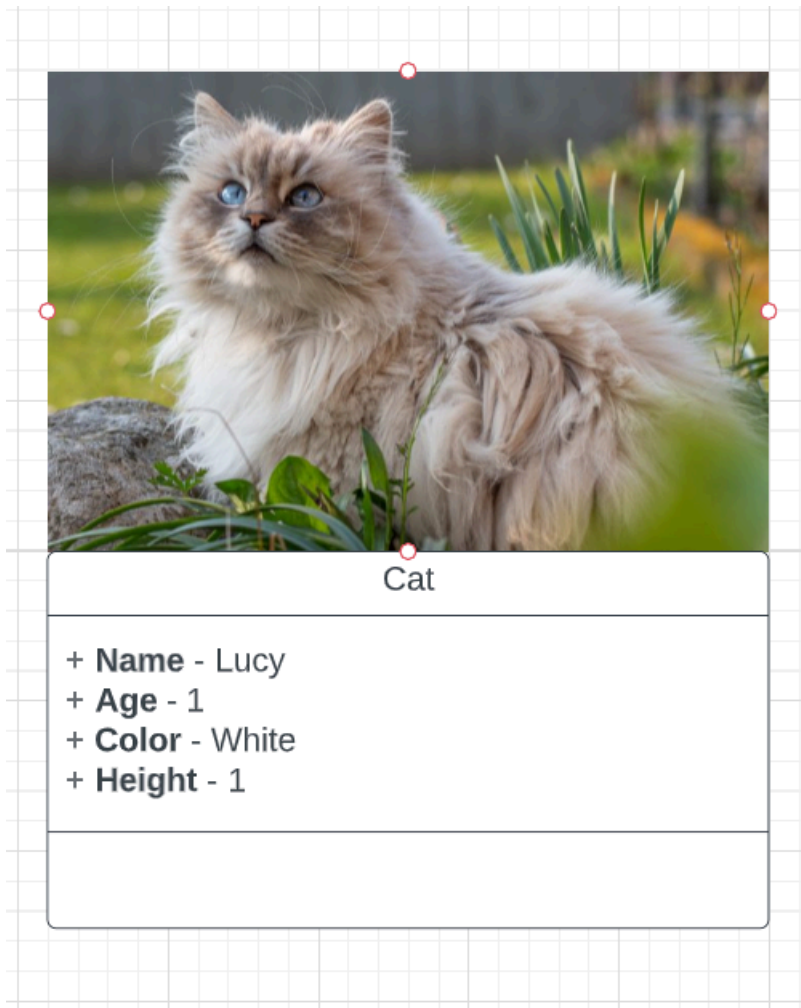 Cat
+ Name - Lucy
+ Age - 1
+ Color - White
+ Height - 1